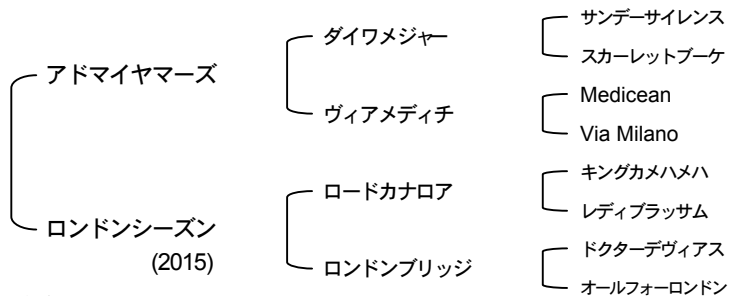 サンデーサイレンス
ダイワメジャー
スカーレットブーケ
アドマイヤマーズ
Medicean
ヴィアメディチ
Via Milano
キングカメハメハ
ロードカナロア
レディブラッサム
ロンドンシーズン
(2015)
ドクターデヴィアス
ロンドンブリッジ
オールフォーロンドン